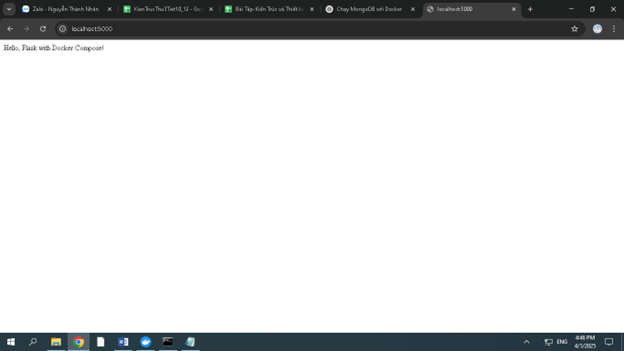 Zalo - Nguyễn Thành Nhân
KienTrucThu3Tiet10_12 - Goo
Bài Tập-Kiến Trúc và Thiết k
Chạy MongoDB với Docker
localhost:5000
localhost:5000
Hello, Flask with Docker Compose!
ENG
4:46 PM
4/1/2025